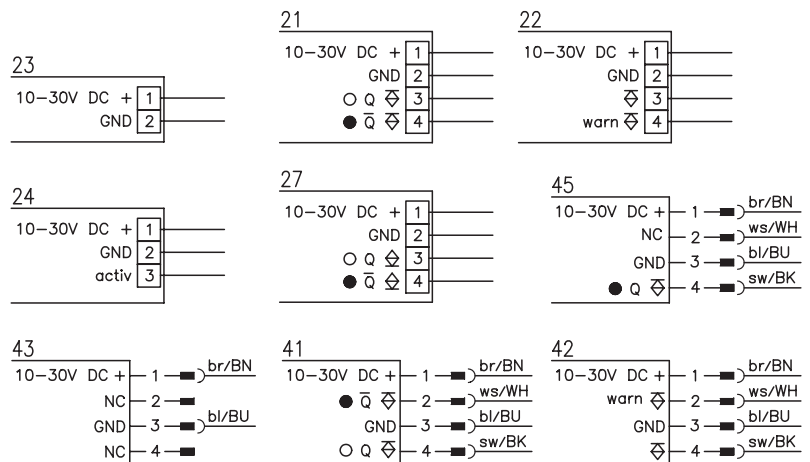 21
10–30V DC + 1
GND 2
Q 3
Q̅ 4
22
10–30V DC + 1
GND 2
3
warn 4
23
10–30V DC + 1
GND 2
24
10–30V DC + 1
GND 2
activ 3
27
10–30V DC + 1
GND 2
Q 3
Q̅ 4
45
10–30V DC + 1 br/BN
NC 2 ws/WH
GND 3 bl/BU
Q 4 sw/BK
43
10–30V DC + 1 br/BN
NC 2
GND 3 bl/BU
NC 4
41
10–30V DC + 1 br/BN
Q̅ 2 ws/WH
GND 3 bl/BU
Q 4 sw/BK
42
10–30V DC + 1 br/BN
warn 2 ws/WH
GND 3 bl/BU
4 sw/BK